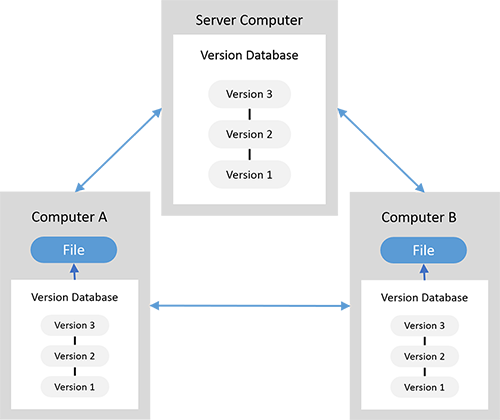 Server Computer
Version Database
Version 3
Version 2
Version 1
Computer A
File
Version Database
Version 3
Version 2
Version 1
Computer B
File
Version Database
Version 3
Version 2
Version 1